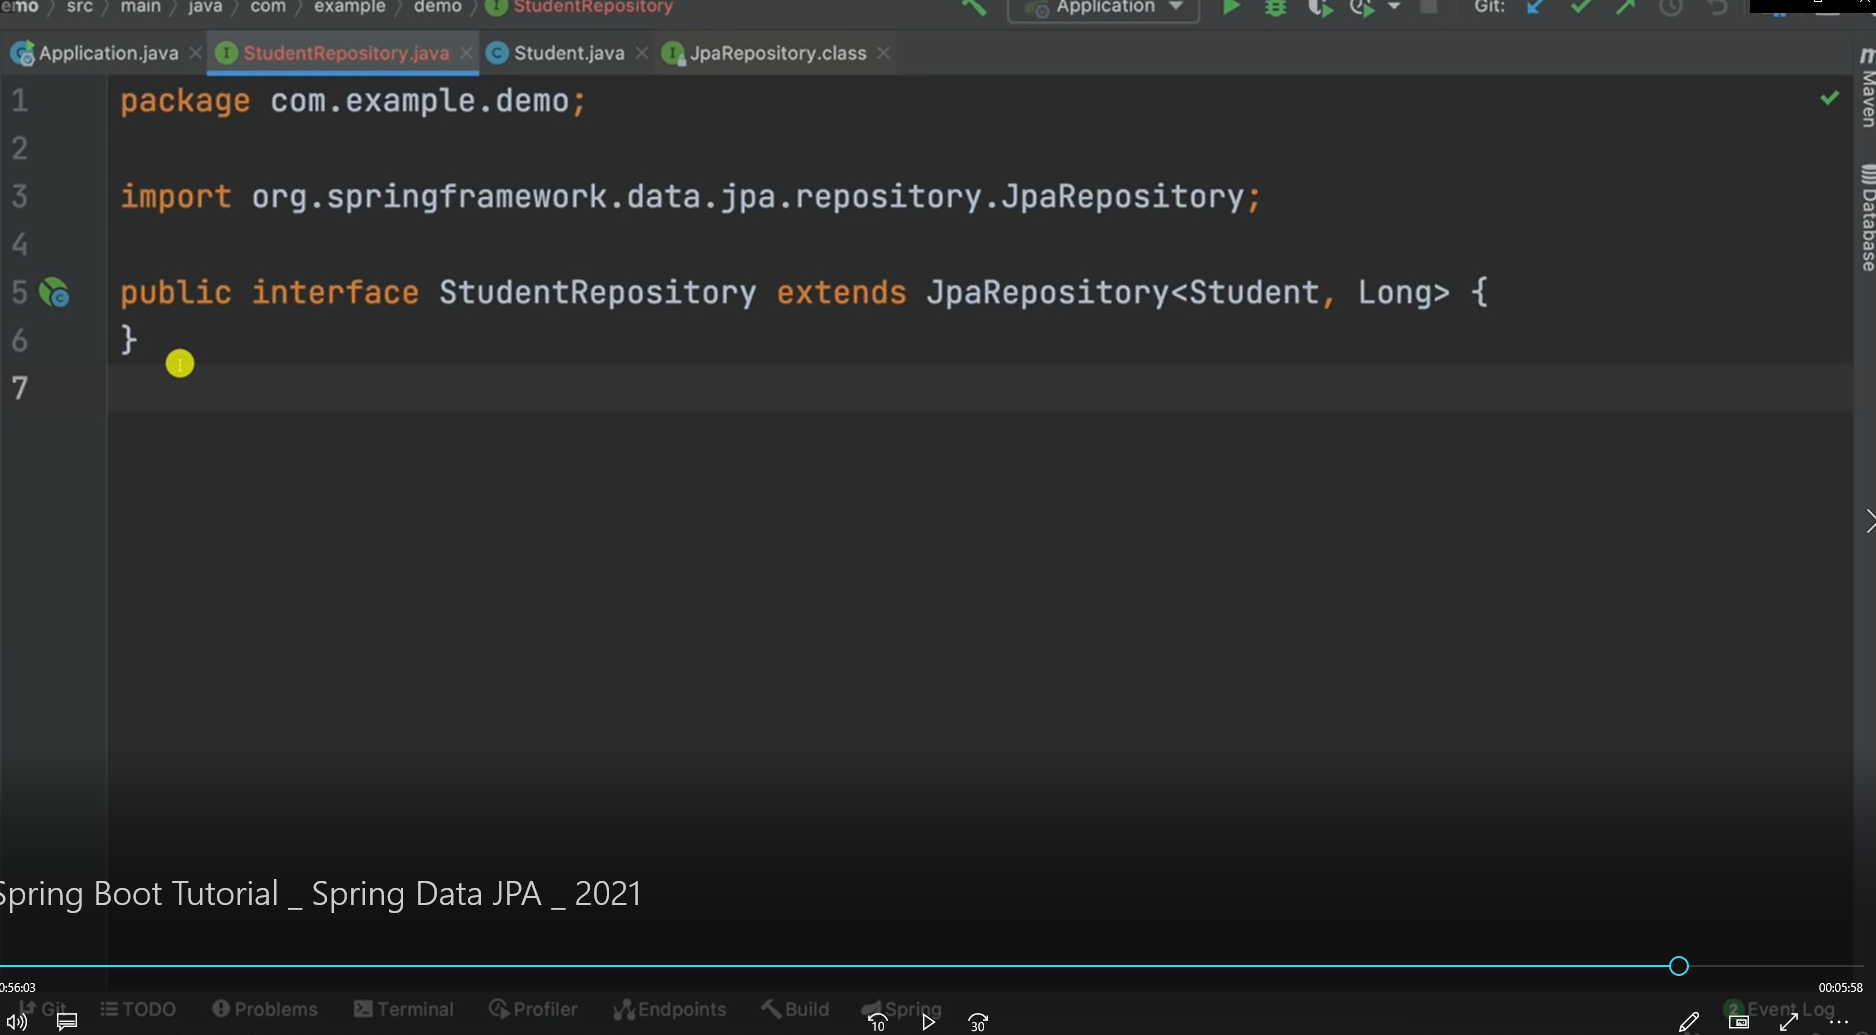 src main java com example demo StudentRepository Application Git:
Application.java StudentRepository.java Student.java JpaRepository.class
Maven
Database
1 package com.example.demo;
2
3 import org.springframework.data.jpa.repository.JpaRepository;
4
5 public interface StudentRepository extends JpaRepository<Student, Long> {
6 }
7
Spring Boot Tutorial _ Spring Data JPA _ 2021
0:56:03 00:05:58
Git TODO Problems Terminal Profiler Endpoints Build Spring 2 Event Log
10 30